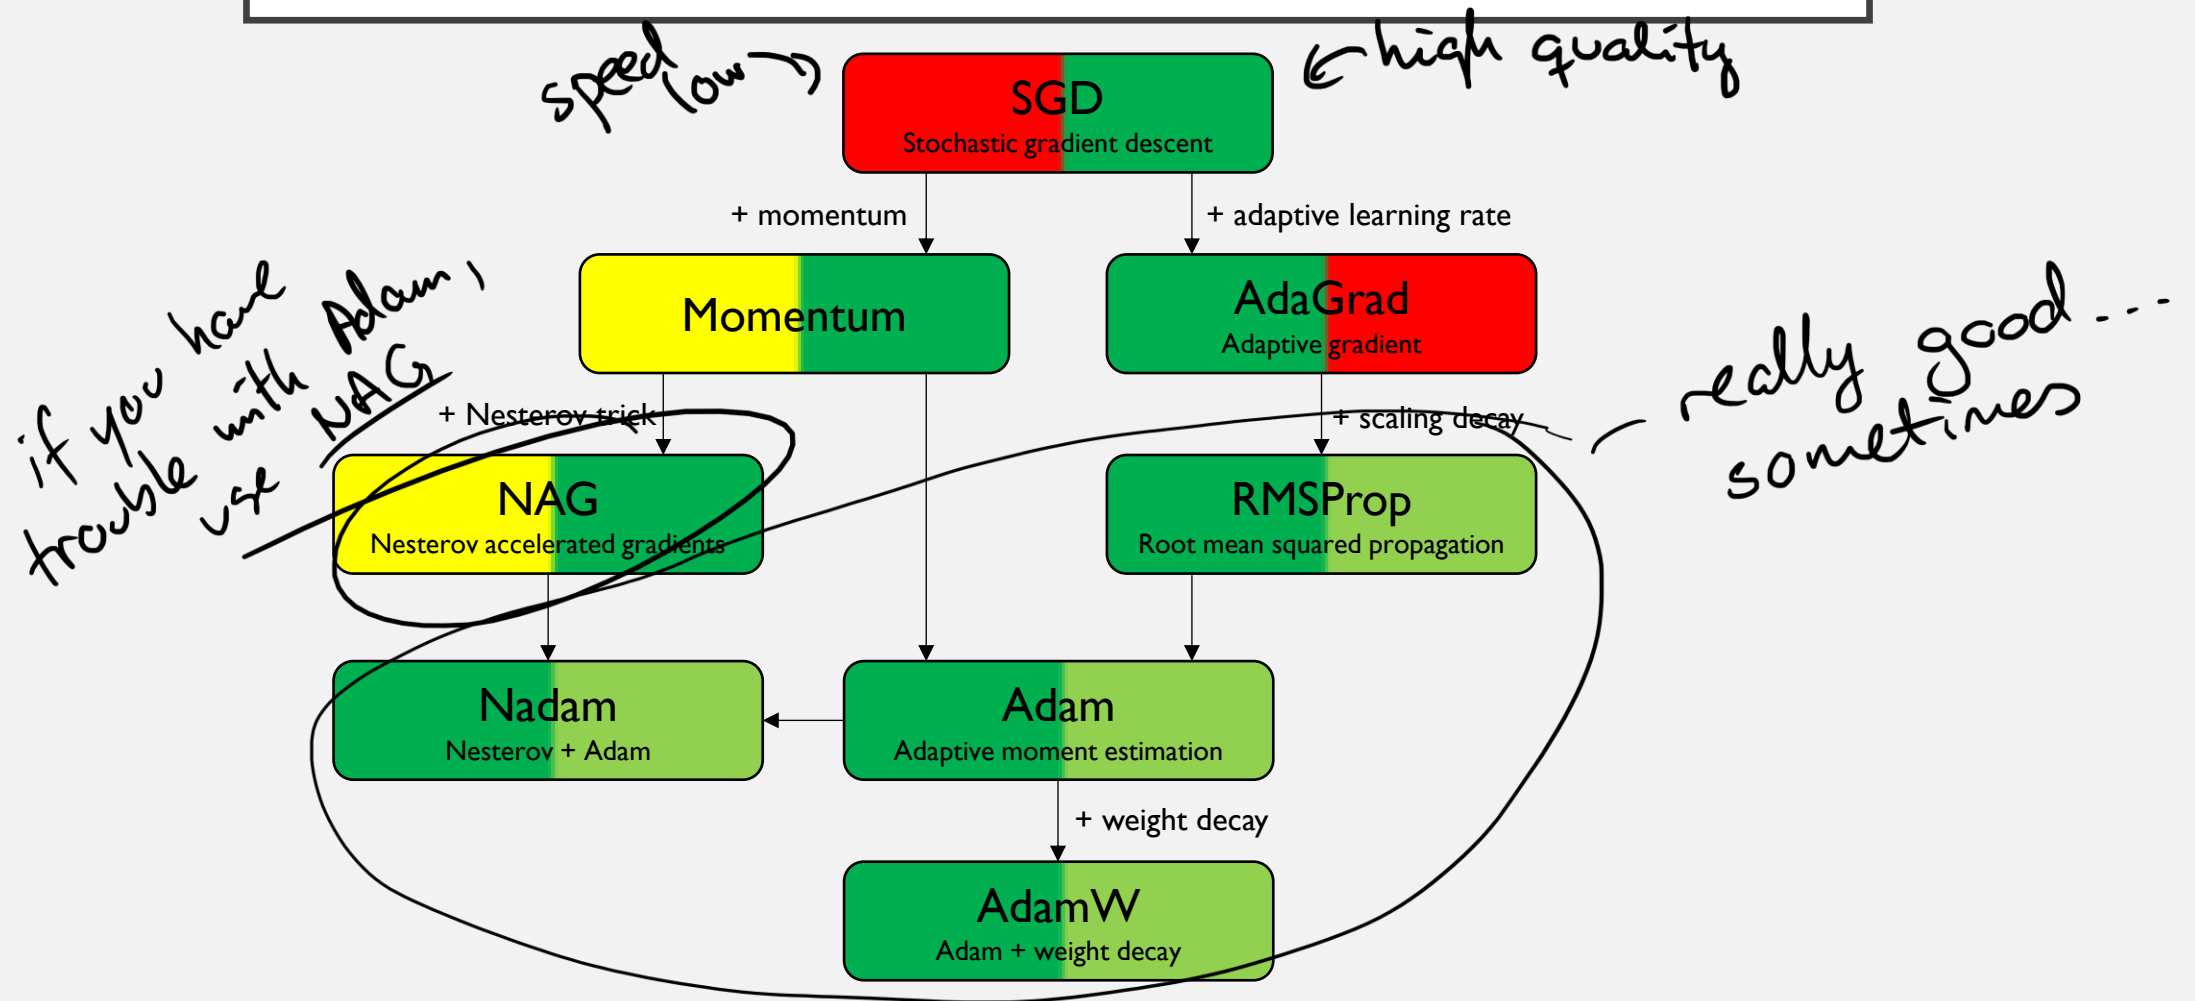 speed
low
high quality
SGD
Stochastic gradient descent
+ momentum
+ adaptive learning rate
Momentum
AdaGrad
Adaptive gradient
if you have
trouble with Adam,
use NAG
really good...
sometimes
+ Nesterov trick
+ scaling decay
NAG
Nesterov accelerated gradients
RMSProp
Root mean squared propagation
Nadam
Nesterov + Adam
Adam
Adaptive moment estimation
+ weight decay
AdamW
Adam + weight decay